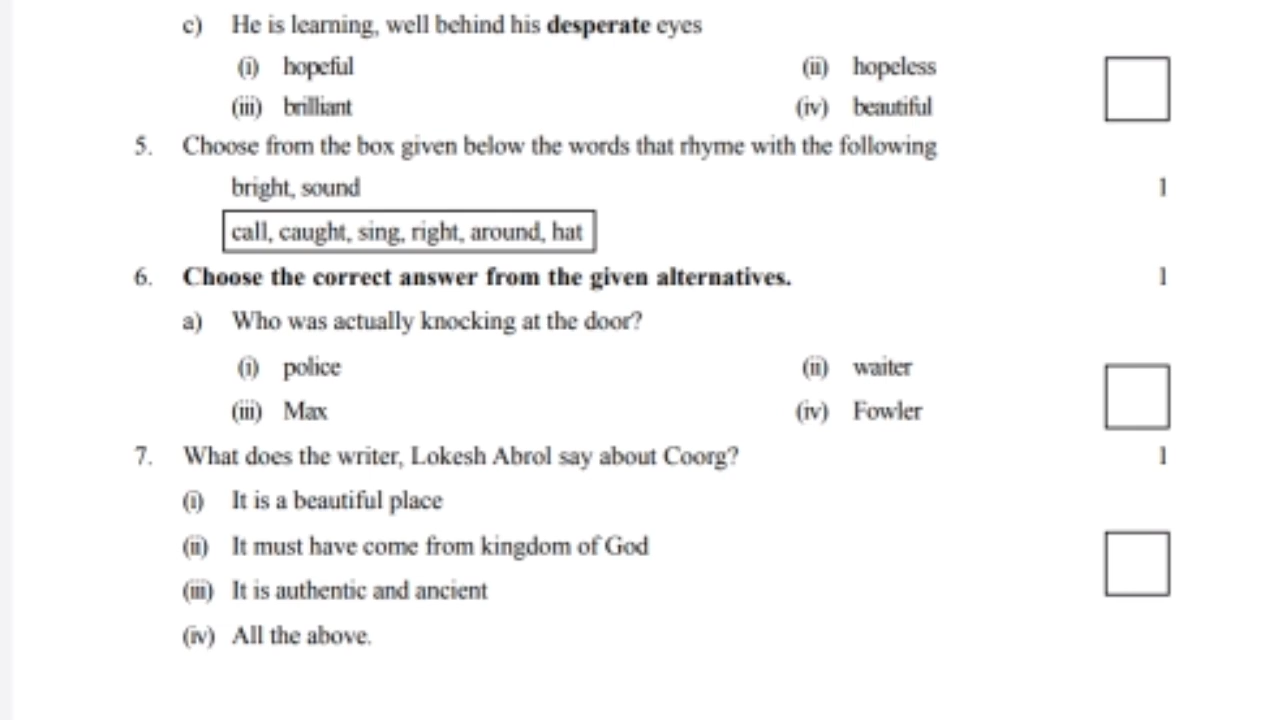 c) He is learning, well behind his desperate eyes
(i) hopeful (ii) hopeless
(iii) brilliant (iv) beautiful
5. Choose from the box given below the words that rhyme with the following
bright, sound 1
call, caught, sing, right, around, hat
6. Choose the correct answer from the given alternatives. 1
a) Who was actually knocking at the door?
(i) police (ii) waiter
(iii) Max (iv) Fowler
7. What does the writer, Lokesh Abrol say about Coorg? 1
(i) It is a beautiful place
(ii) It must have come from kingdom of God
(iii) It is authentic and ancient
(iv) All the above.